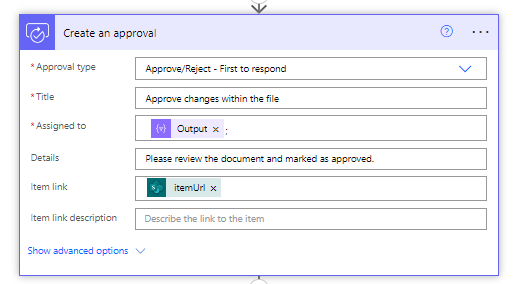 Create an approval
* Approval type
Approve/Reject - First to respond
* Title
Approve changes within the file
* Assigned to
Output × ;
Details
Please review the document and marked as approved.
Item link
itemUrl ×
Item link description
Describe the link to the item
Show advanced options